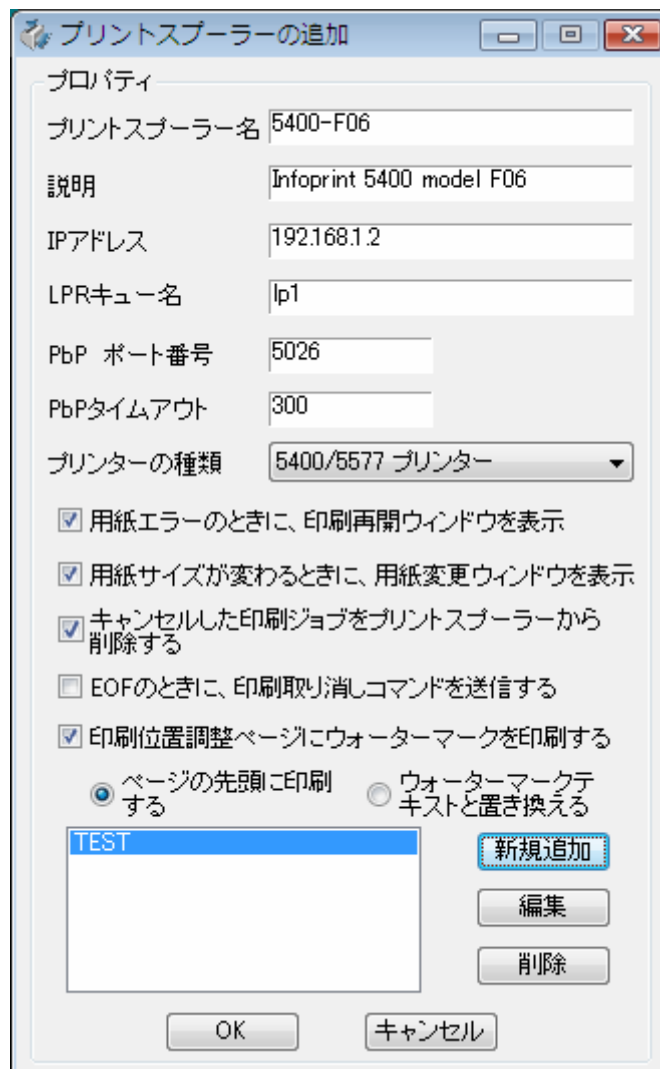 プリントスプーラーの追加
プロパティ
プリントスプーラー名 5400-F06
説明 Infoprint 5400 model F06
IPアドレス 192.168.1.2
LPRキュー名 lp1
PbP ポート番号 5026
PbPタイムアウト 300
プリンターの種類 5400/5577 プリンター
用紙エラーのときに、印刷再開ウィンドウを表示
用紙サイズが変わるときに、用紙変更ウィンドウを表示
キャンセルした印刷ジョブをプリントスプーラーから
削除する
EOFのときに、印刷取り消しコマンドを送信する
印刷位置調整ページにウォーターマークを印刷する
ページの先頭に印刷
する
ウォーターマークテ
キストと置き換える
TEST
新規追加
編集
削除
OK キャンセル